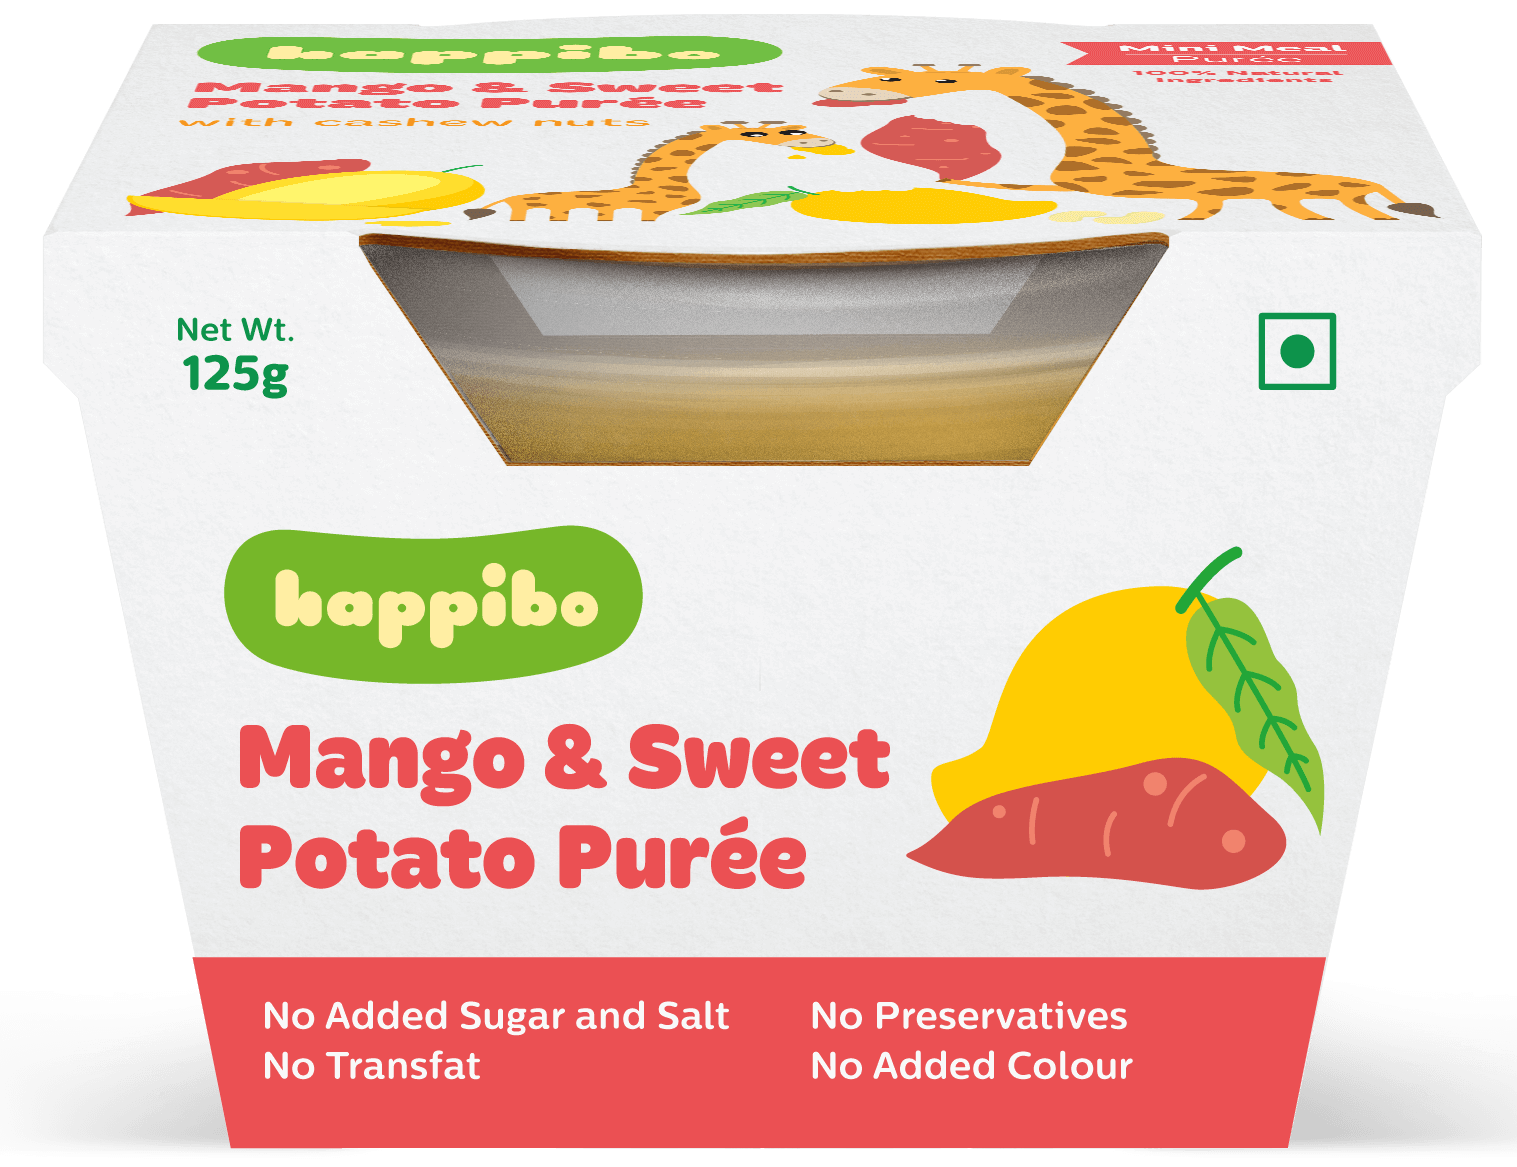 happibo
Mango & Sweet
Potato Purée
with cashew nuts
Mini Meal
Purée
100% Natural
Ingredients
Net Wt.
125g
happibo
Mango & Sweet
Potato Purée
No Added Sugar and Salt
No Transfat
No Preservatives
No Added Colour